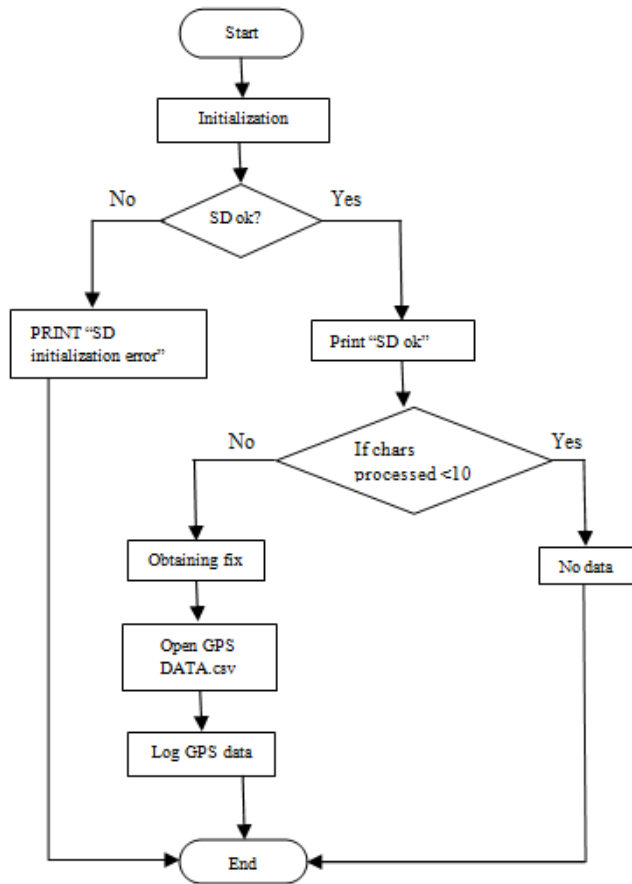 Start
Initialization
No
Yes
SD ok?
PRINT “SD
initialization error”
Print “SD ok”
No
Yes
If chars
processed <10
Obtaining fix
No data
Open GPS
DATA.csv
Log GPS data
End